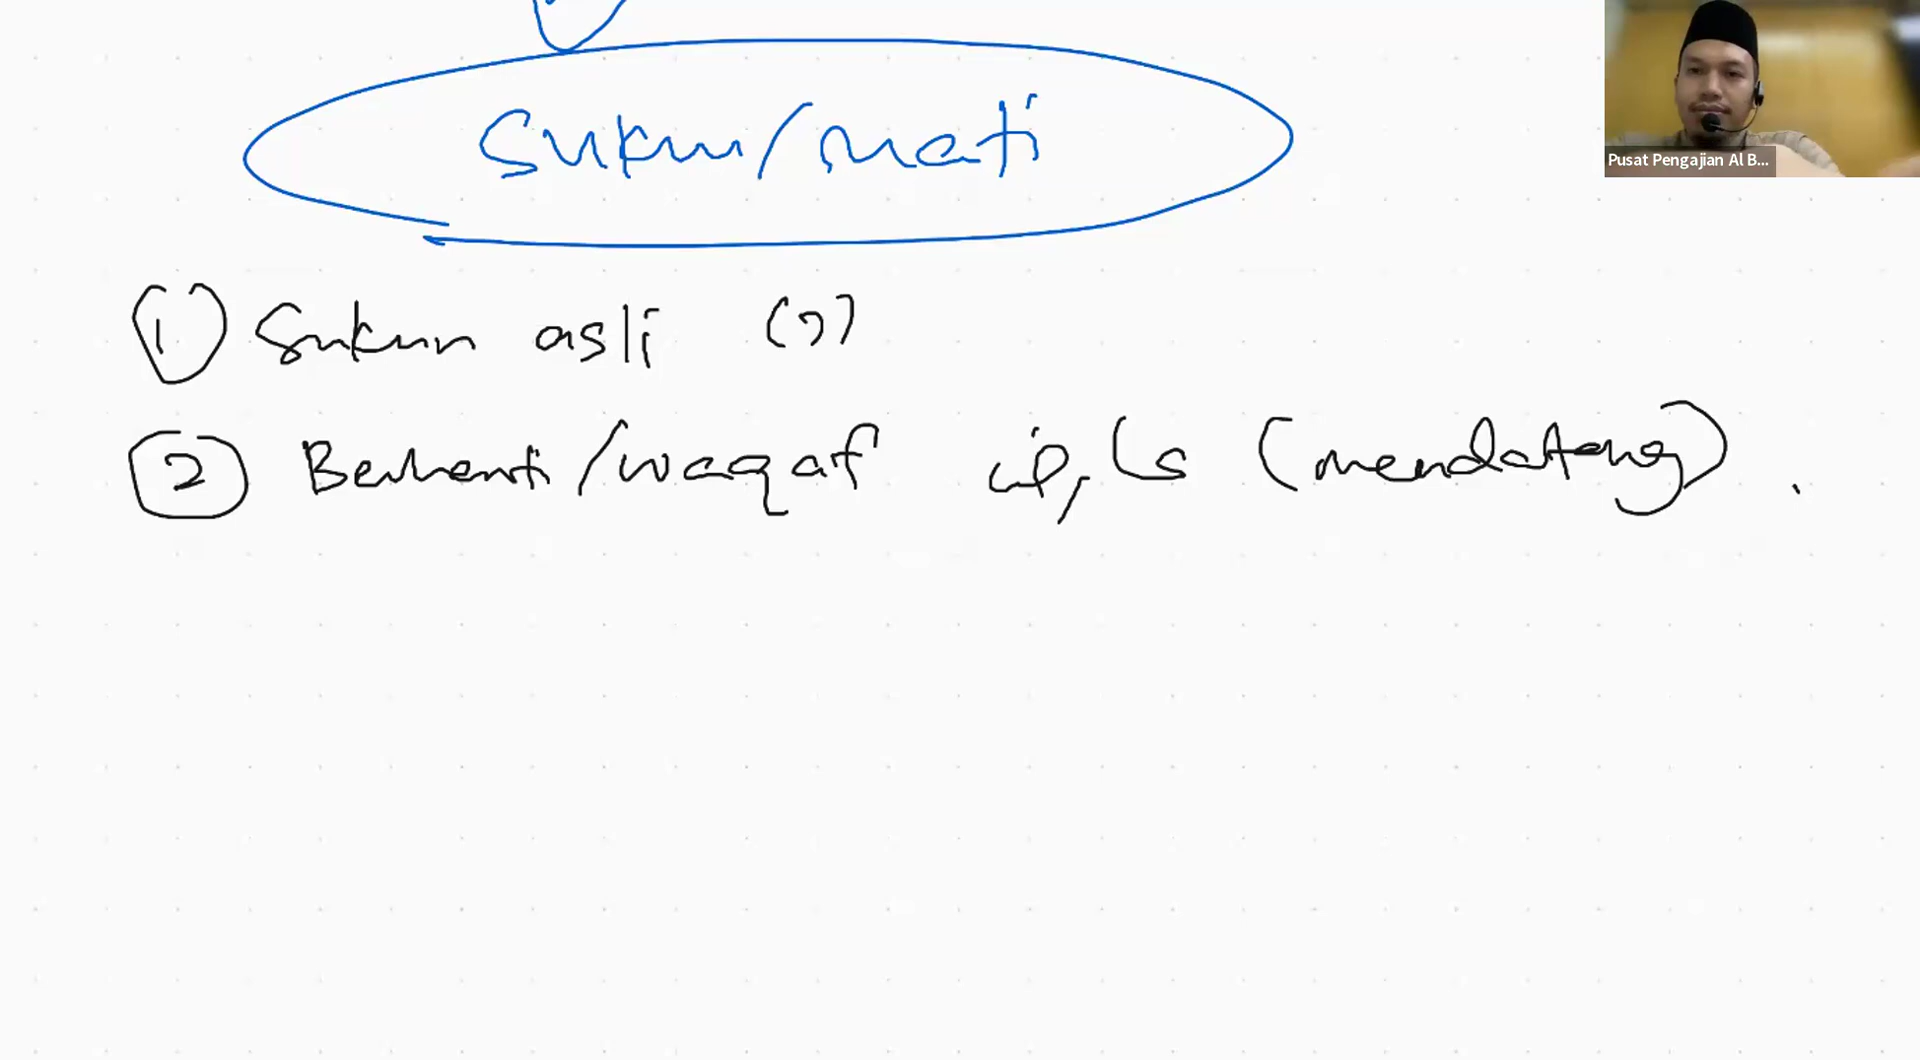 Sukun/mati
Pusat Pengajian Al B...
① Sukun asli
② Berhenti/waqaf (mendatang)